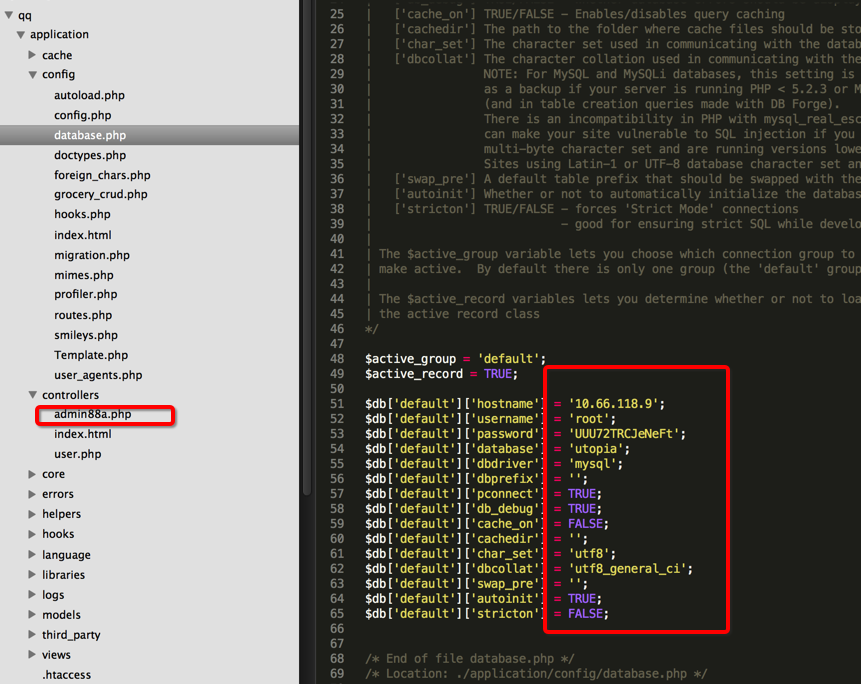 qq
application
cache
config
autoload.php
config.php
database.php
doctypes.php
foreign_chars.php
grocery_crud.php
hooks.php
index.html
migration.php
mimes.php
profiler.php
routes.php
smileys.php
Template.php
user_agents.php
controllers
admin88a.php
index.html
user.php
core
errors
helpers
hooks
language
libraries
logs
models
third_party
views
.htaccess
25 | ['cache_on'] TRUE/FALSE - Enables/disables query caching
26 | ['cachedir'] The path to the folder where cache files should be sto
27 | ['char_set'] The character set used in communicating with the datab
28 | ['dbcollat'] The character collation used in communicating with the
29 | NOTE: For MySQL and MySQLi databases, this setting is
30 | as a backup if your server is running PHP < 5.2.3 or M
31 | (and in table creation queries made with DB Forge).
32 | There is an incompatibility in PHP with mysql_real_esc
33 | can make your site vulnerable to SQL injection if you
34 | multi-byte character set and are running versions lowe
35 | Sites using Latin-1 or UTF-8 database character set an
36 | ['swap_pre'] A default table prefix that should be swapped with the
37 | ['autoinit'] Whether or not to automatically initialize the databas
38 | ['stricton'] TRUE/FALSE - forces 'Strict Mode' connections
39 | - good for ensuring strict SQL while develo
40 |
41 | The $active_group variable lets you choose which connection group to
42 | make active. By default there is only one group (the 'default' group
43 |
44 | The $active_record variables lets you determine whether or not to loa
45 | the active record class
46 */
47
48 $active_group = 'default';
49 $active_record = TRUE;
50
51 $db['default']['hostname'] = '10.66.118.9';
52 $db['default']['username'] = 'root';
53 $db['default']['password'] = 'UUU72TRCJeNeFt';
54 $db['default']['database'] = 'utopia';
55 $db['default']['dbdriver'] = 'mysql';
56 $db['default']['dbprefix'] = '';
57 $db['default']['pconnect'] = TRUE;
58 $db['default']['db_debug'] = TRUE;
59 $db['default']['cache_on'] = FALSE;
60 $db['default']['cachedir'] = '';
61 $db['default']['char_set'] = 'utf8';
62 $db['default']['dbcollat'] = 'utf8_general_ci';
63 $db['default']['swap_pre'] = '';
64 $db['default']['autoinit'] = TRUE;
65 $db['default']['stricton'] = FALSE;
66
67
68 /* End of file database.php */
69 /* Location: ./application/config/database.php */